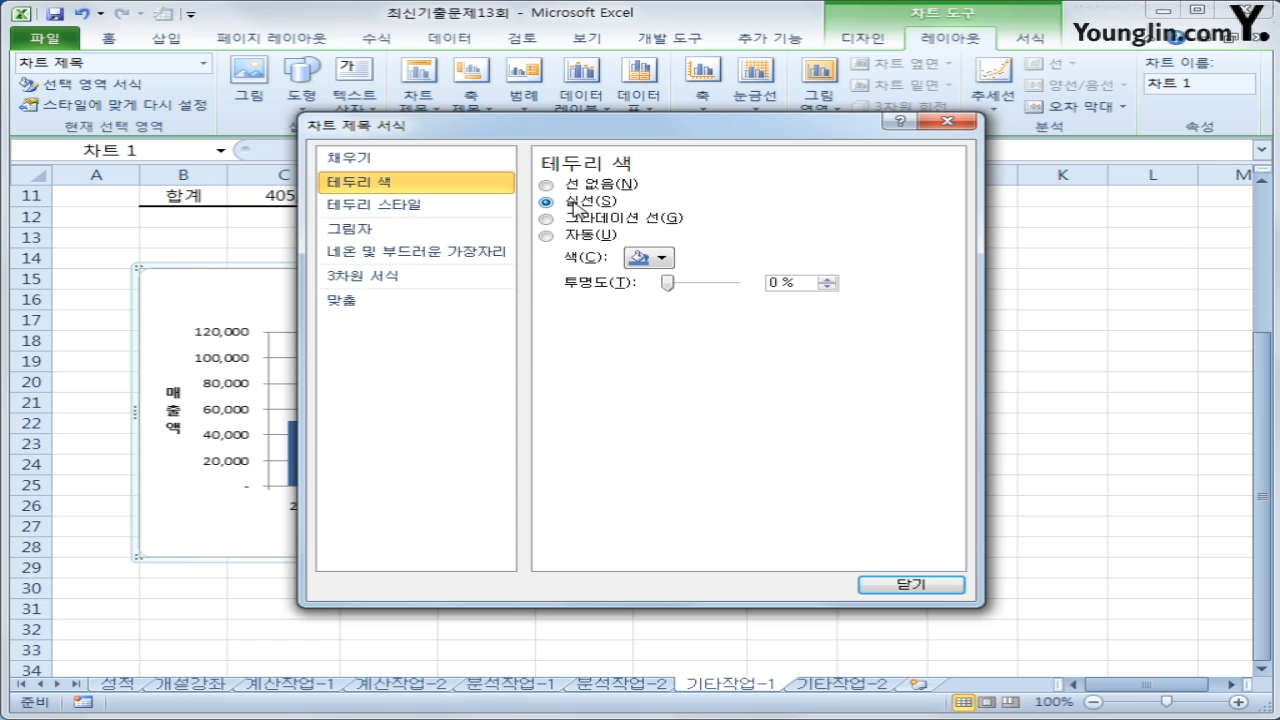 최신기출문제13회 - Microsoft Excel
차트 도구
Younglin.com Y.
파일 홈 삽입 페이지 레이아웃 수식 데이터 검토 보기 개발 도구 추가 기능 디자인 레이아웃 서식
차트 제목
선택 영역 서식
스타일에 맞게 다시 설정
현재 선택 영역
그림 도형 텍스트
차트 축 범례 데이터 데이터
축 눈금선 그림
차트 옆면
차트 밑면
3차원 회전
추세선
선
양선/음선
오차 막대
분석
차트 이름:
차트 1
속성
차트 1
A B C K L M
11 합계 405
12
13
14
15
16
17
18
19
20
21
22
23
24
25
26
27
28
29
30
31
32
33
34
120,000
100,000
80,000
60,000
40,000
20,000
-
매
출
액
2
차트 제목 서식
채우기
테두리 색
테두리 스타일
그림자
네온 및 부드러운 가장자리
3차원 서식
맞춤
테두리 색
선 없음(N)
실선(S)
그라데이션 선(G)
자동(U)
색(C):
투명도(T): 0 %
닫기
성적 개설강좌 계산작업-1 계산작업-2 분석작업-1 분석작업-2 기타작업-1 기타작업-2
준비 100%